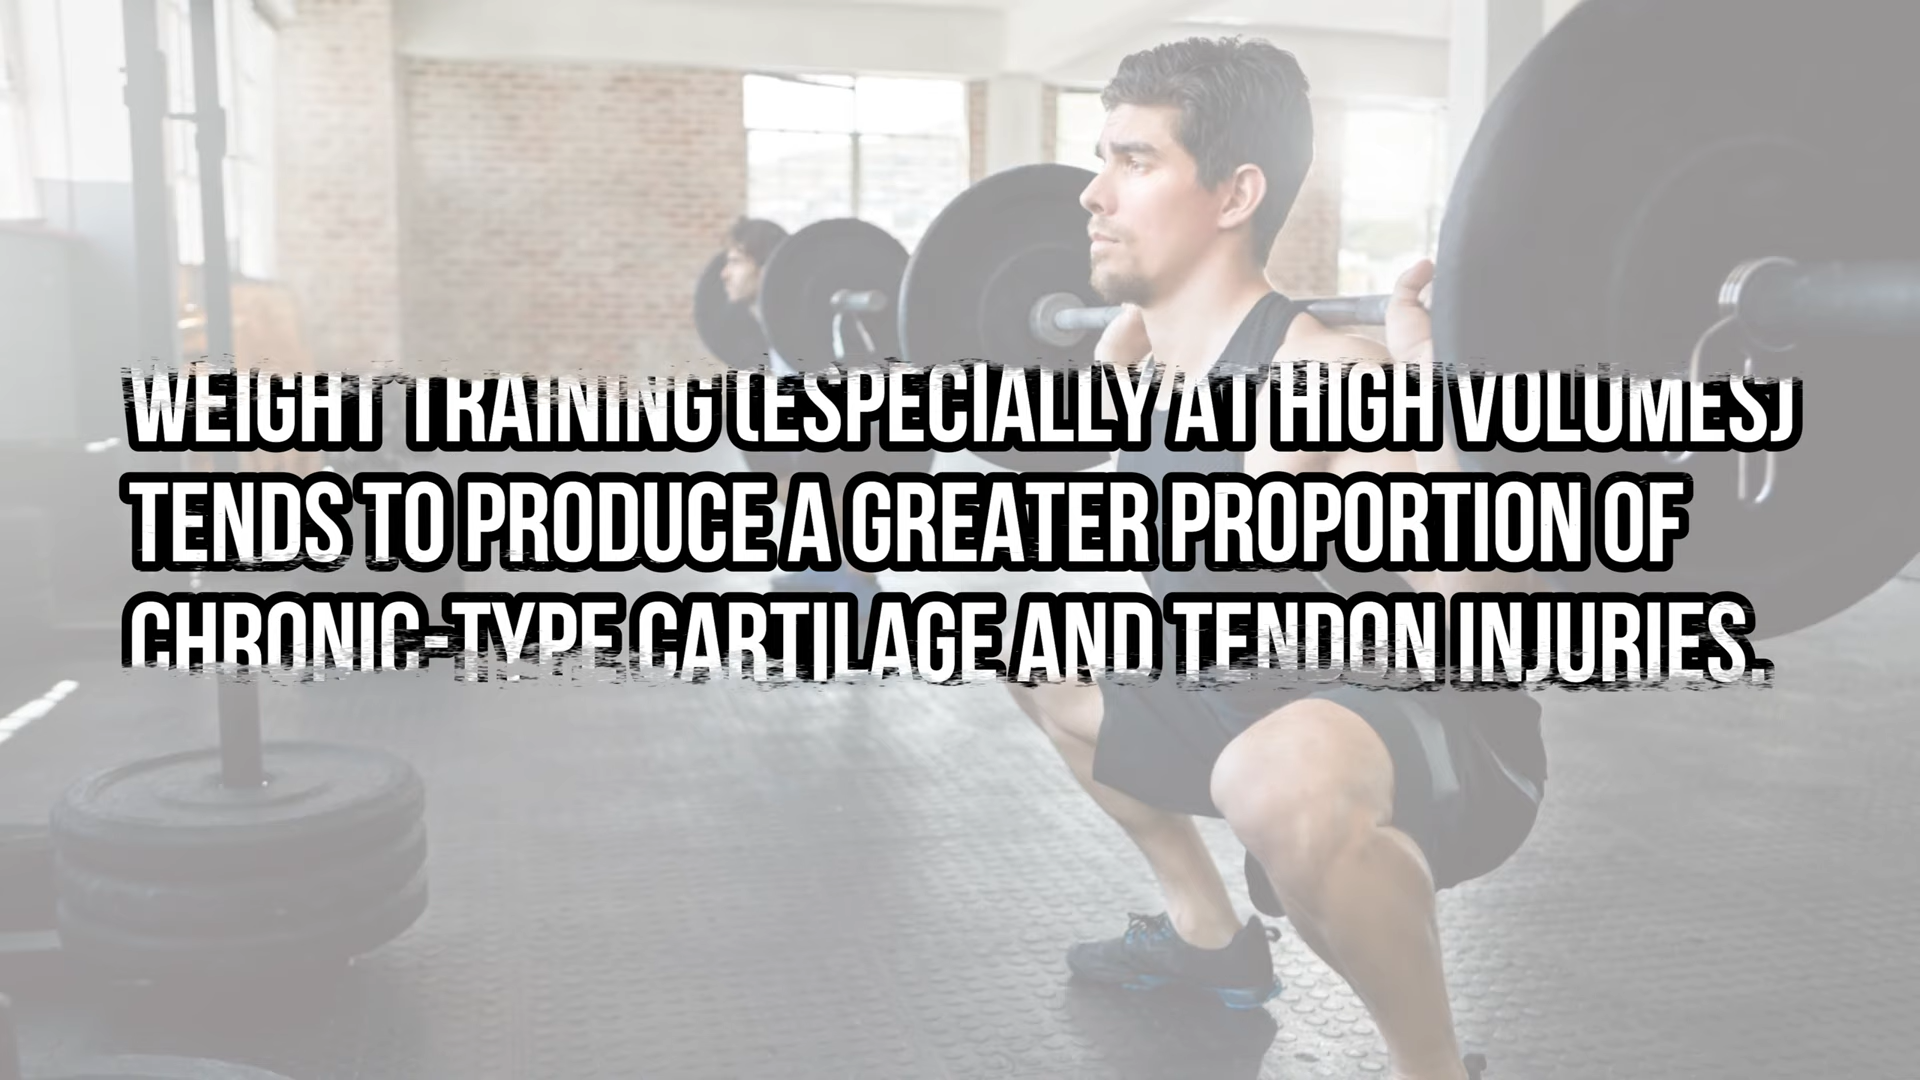 WEIGHT TRAINING (ESPECIALLY AT HIGH VOLUMES)
TENDS TO PRODUCE A GREATER PROPORTION OF
CHRONIC-TYPE CARTILAGE AND TENDON INJURIES.